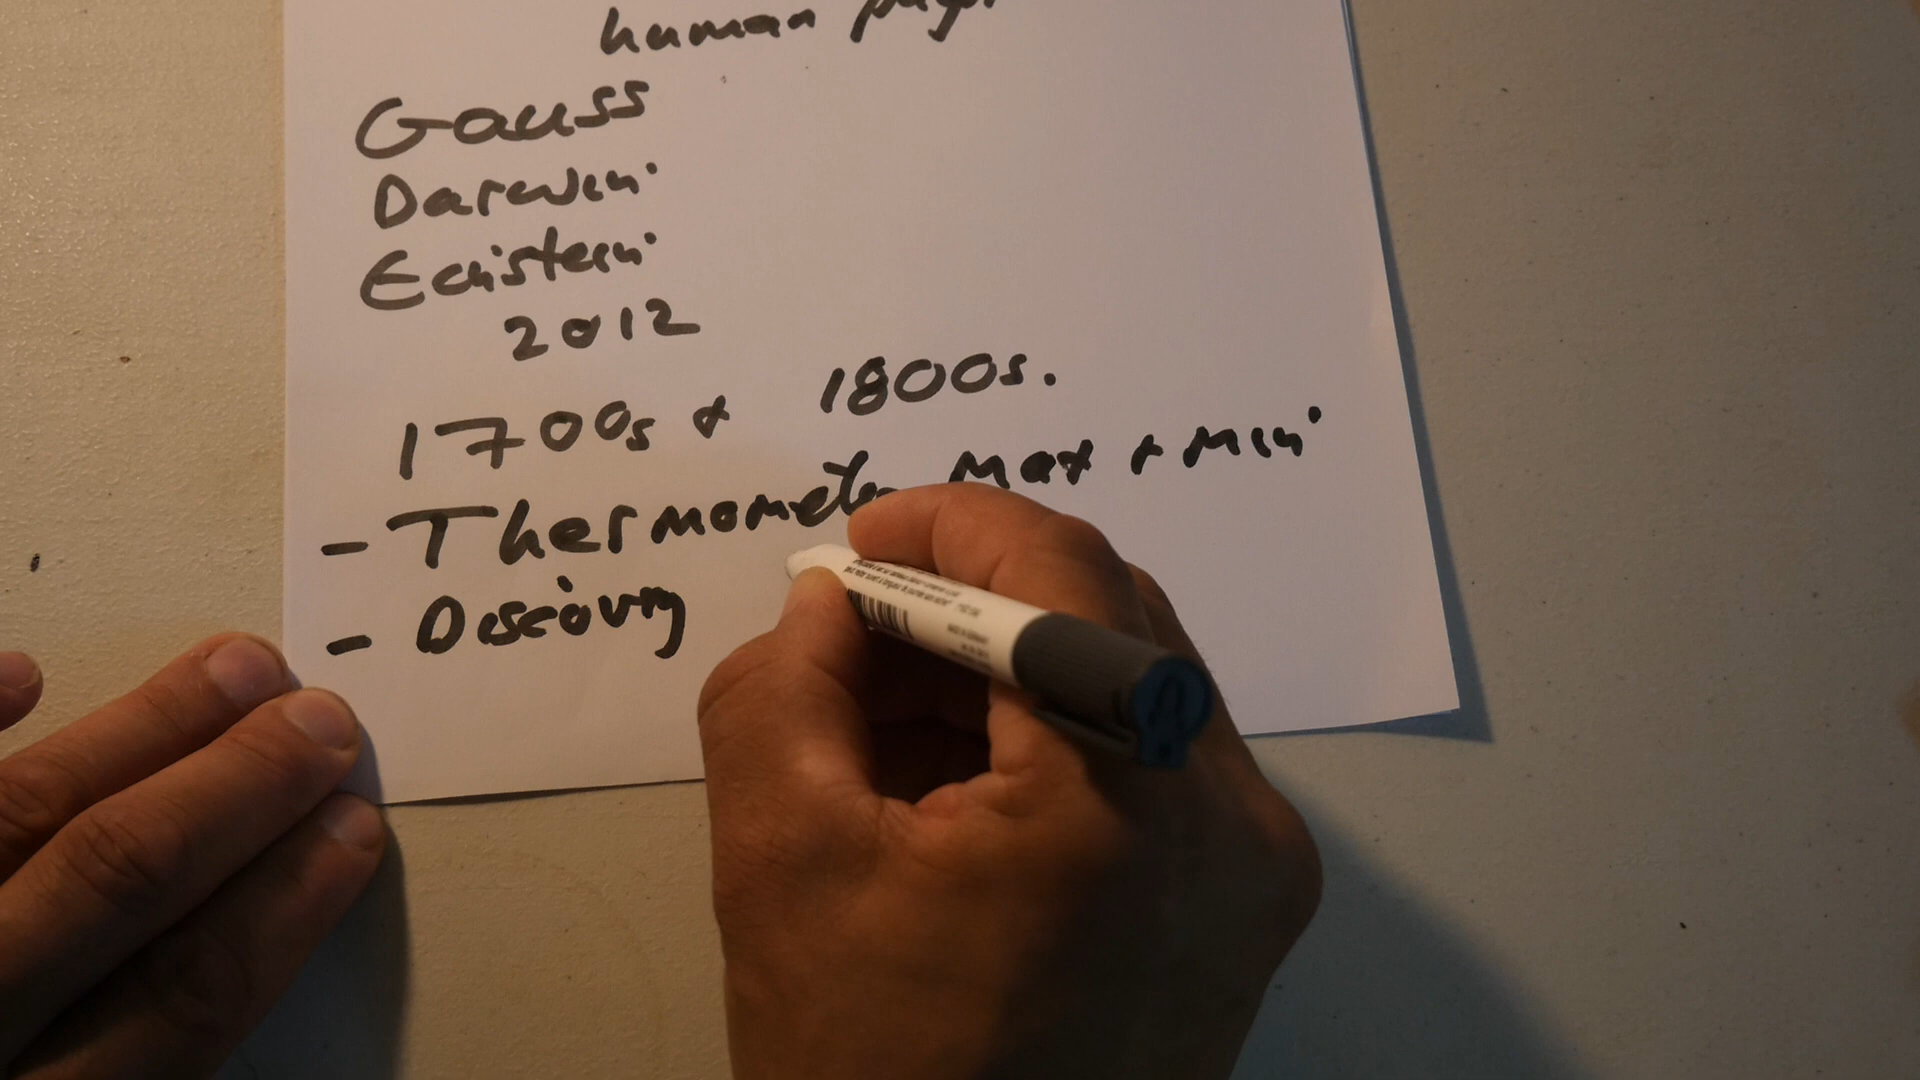 human
Gauss
Darwin
Einstein
2012
1700s & 1800s.
- Thermometer Max + Min
- Discovery